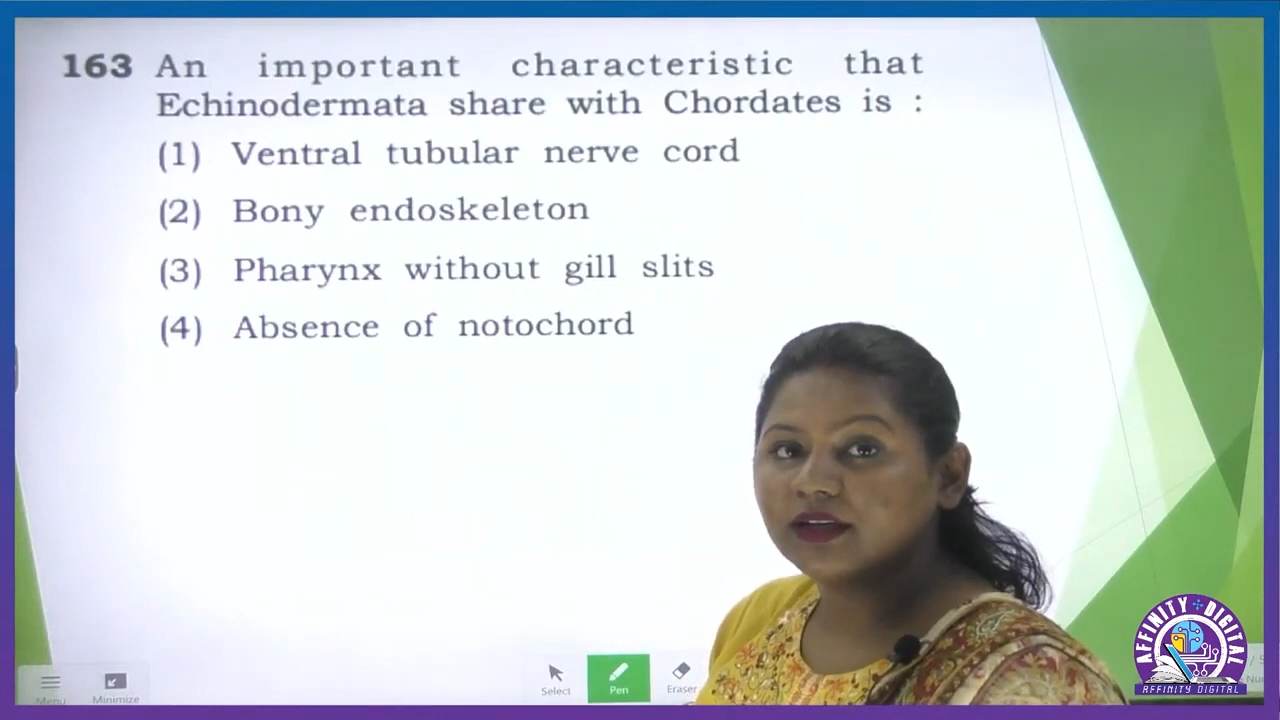 163 An important characteristic that
Echinodermata share with Chordates is :
(1) Ventral tubular nerve cord
(2) Bony endoskeleton
(3) Pharynx without gill slits
(4) Absence of notochord
Menu
Minimize
Select
Pen
Eraser
AFFINITY DIGITAL
AFFINITY DIGITAL